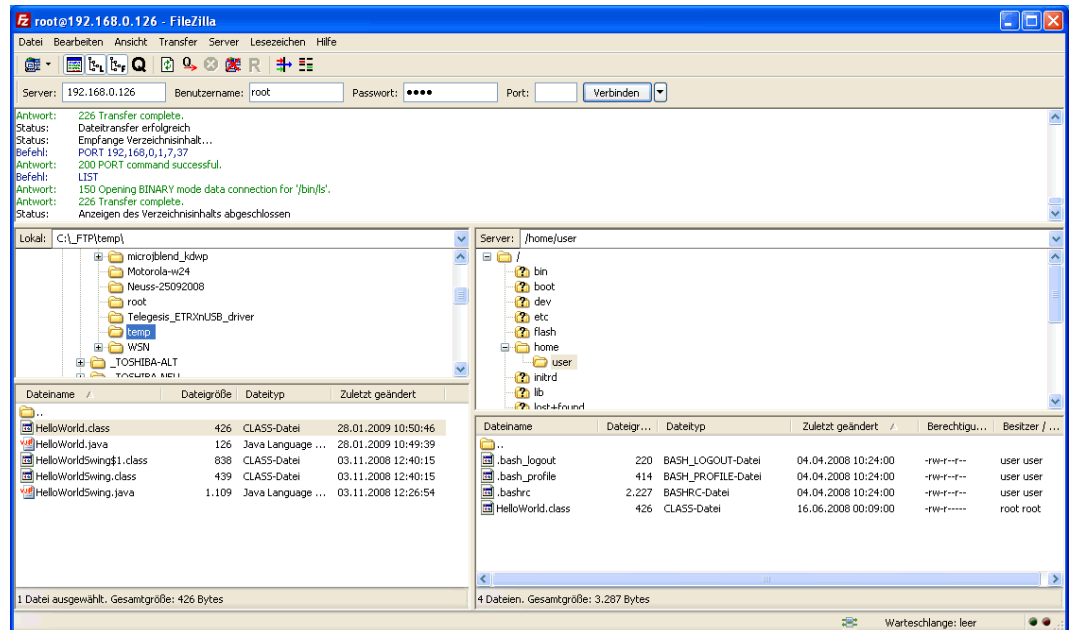 root@192.168.0.126 - FileZilla
Datei Bearbeiten Ansicht Transfer Server Lesezeichen Hilfe
Server: 192.168.0.126 Benutzername: root Passwort: ●●●● Port: Verbinden
Antwort: 226 Transfer complete.
Status: Dateitransfer erfolgreich
Status: Empfange Verzeichnisinhalt...
Befehl: PORT 192,168,0,1,7,37
Antwort: 200 PORT command successful.
Befehl: LIST
Antwort: 150 Opening BINARY mode data connection for '/bin/ls'.
Antwort: 226 Transfer complete.
Status: Anzeigen des Verzeichnisinhalts abgeschlossen
Lokal: C:\_FTP\temp\
microjblend_kdwp
Motorola-w24
Neuss-25092008
root
Telegesis_ETRXnUSB_driver
temp
WSN
_TOSHIBA-ALT
_TOSHIBA-NEU
Dateiname Dateigröße Dateityp Zuletzt geändert
..
HelloWorld.class 426 CLASS-Datei 28.01.2009 10:50:46
HelloWorld.java 126 Java Language ... 28.01.2009 10:49:39
HelloWorldSwing$1.class 838 CLASS-Datei 03.11.2008 12:40:15
HelloWorldSwing.class 439 CLASS-Datei 03.11.2008 12:40:15
HelloWorldSwing.java 1.109 Java Language ... 03.11.2008 12:26:54
1 Datei ausgewählt. Gesamtgröße: 426 Bytes
Server: /home/user
/
bin
boot
dev
etc
flash
home
user
initrd
lib
lost+found
Dateiname Dateigr... Dateityp Zuletzt geändert Berechtigu... Besitzer / ...
..
.bash_logout 220 BASH_LOGOUT-Datei 04.04.2008 10:24:00 -rw-r--r-- user user
.bash_profile 414 BASH_PROFILE-Datei 04.04.2008 10:24:00 -rw-r--r-- user user
.bashrc 2.227 BASHRC-Datei 04.04.2008 10:24:00 -rw-r--r-- user user
HelloWorld.class 426 CLASS-Datei 16.06.2008 00:09:00 -rw-r----- root root
4 Dateien. Gesamtgröße: 3.287 Bytes
Warteschlange: leer